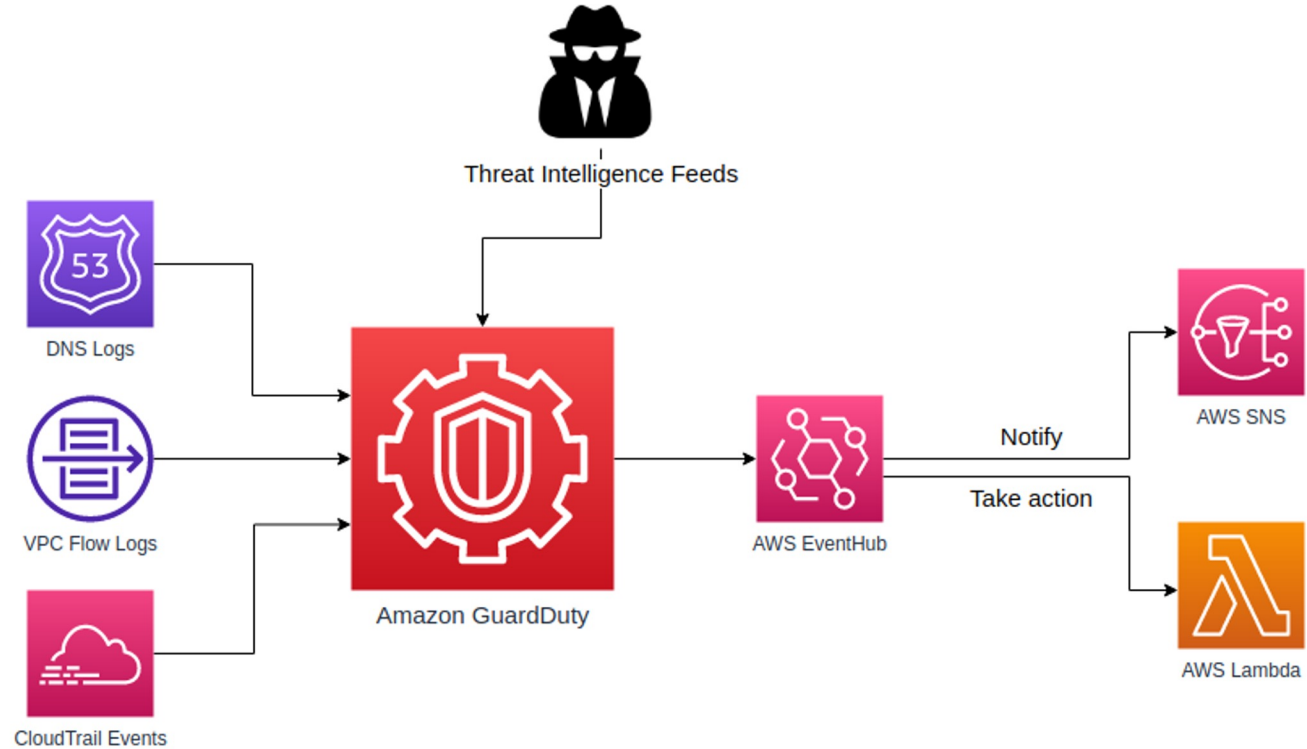 Threat Intelligence Feeds
53
DNS Logs
VPC Flow Logs
CloudTrail Events
Amazon GuardDuty
AWS EventHub
Notify
Take action
AWS SNS
AWS Lambda